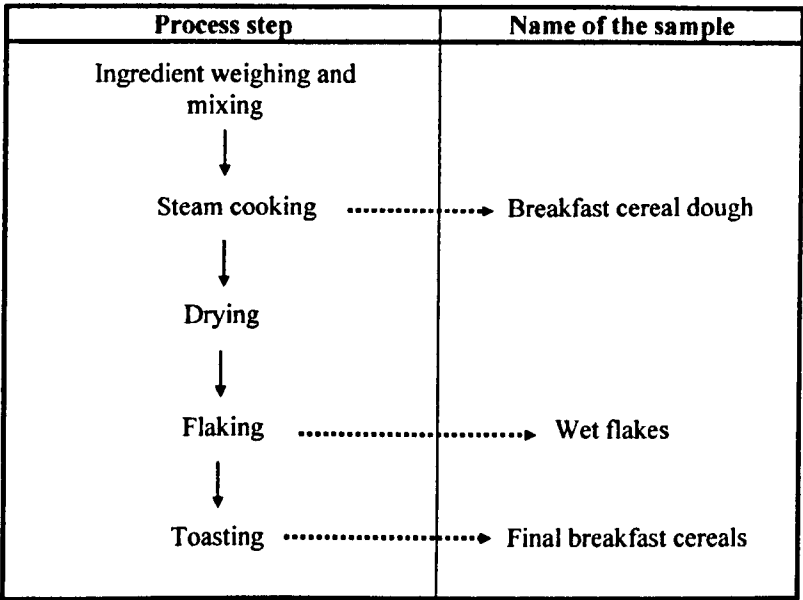 Process step
Name of the sample
Ingredient weighing and
mixing
Steam cooking
Breakfast cereal dough
Drying
Flaking
Wet flakes
Toasting
Final breakfast cereals